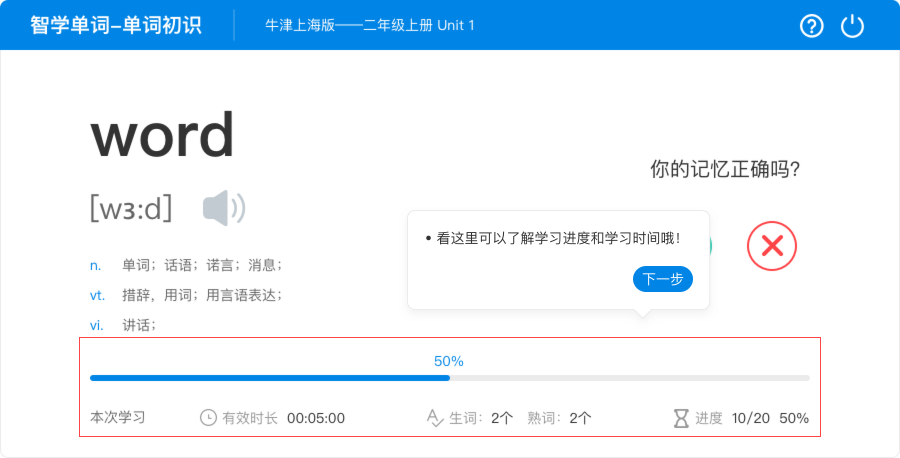 智学单词-单词初识
牛津上海版——二年级上册 Unit 1
word
[wɜ:d]
n. 单词；话语；诺言；消息；
vt. 措辞，用词；用言语表达；
vi. 讲话；
你的记忆正确吗?
• 看这里可以了解学习进度和学习时间哦！
下一步
50%
本次学习 有效时长 00:05:00 生词：2个 熟词：2个 进度 10/20 50%